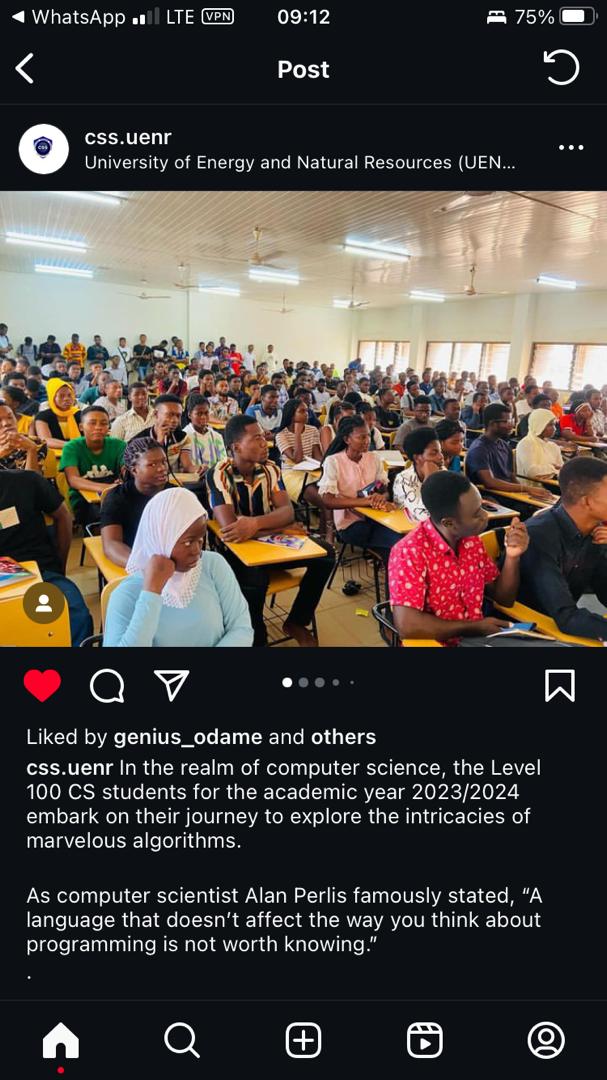 WhatsApp LTE VPN 09:12 75%
Post
css.uenr
University of Energy and Natural Resources (UEN...
CSS
Liked by genius_odame and others
css.uenr In the realm of computer science, the Level
100 CS students for the academic year 2023/2024
embark on their journey to explore the intricacies of
marvelous algorithms.
As computer scientist Alan Perlis famously stated, “A
language that doesn’t affect the way you think about
programming is not worth knowing.”
.